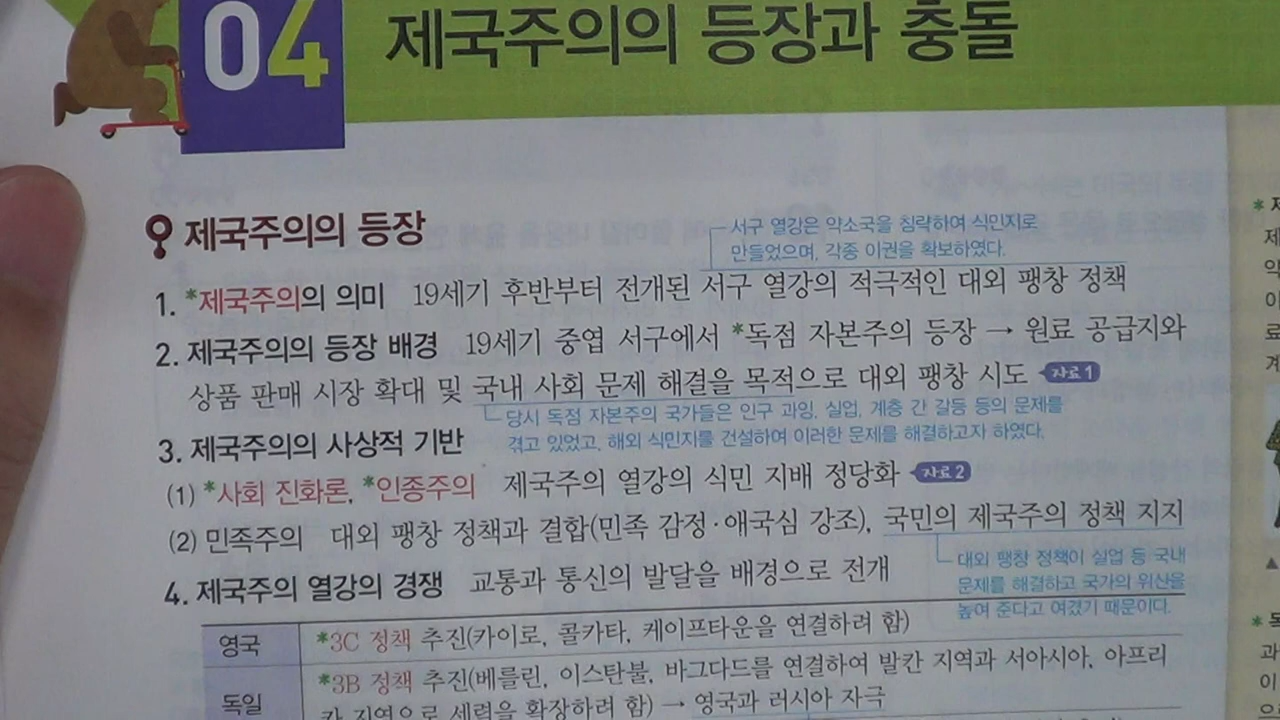 04 제국주의의 등장과 충돌
제국주의의 등장
서구 열강은 약소국을 침략하여 식민지로
만들었으며, 각종 이권을 확보하였다.
1. *제국주의의 의미 19세기 후반부터 전개된 서구 열강의 적극적인 대외 팽창 정책
2. 제국주의의 등장 배경 19세기 중엽 서구에서 *독점 자본주의 등장 → 원료 공급지와
상품 판매 시장 확대 및 국내 사회 문제 해결을 목적으로 대외 팽창 시도 자료1
당시 독점 자본주의 국가들은 인구 과잉, 실업, 계층 간 갈등 등의 문제를
겪고 있었고, 해외 식민지를 건설하여 이러한 문제를 해결하고자 하였다.
3. 제국주의의 사상적 기반
(1) *사회 진화론, *인종주의 제국주의 열강의 식민 지배 정당화 자료2
(2) 민족주의 대외 팽창 정책과 결합(민족 감정·애국심 강조), 국민의 제국주의 정책 지지
대외 팽창 정책이 실업 등 국내
문제를 해결하고 국가의 위신을
높여 준다고 여겼기 때문이다.
4. 제국주의 열강의 경쟁 교통과 통신의 발달을 배경으로 전개
영국 *3C 정책 추진(카이로, 콜카타, 케이프타운을 연결하려 함)
독일 *3B 정책 추진(베를린, 이스탄불, 바그다드를 연결하여 발칸 지역과 서아시아, 아프리
카 지역으로 세력을 확장하려 함) → 영국과 러시아 자극